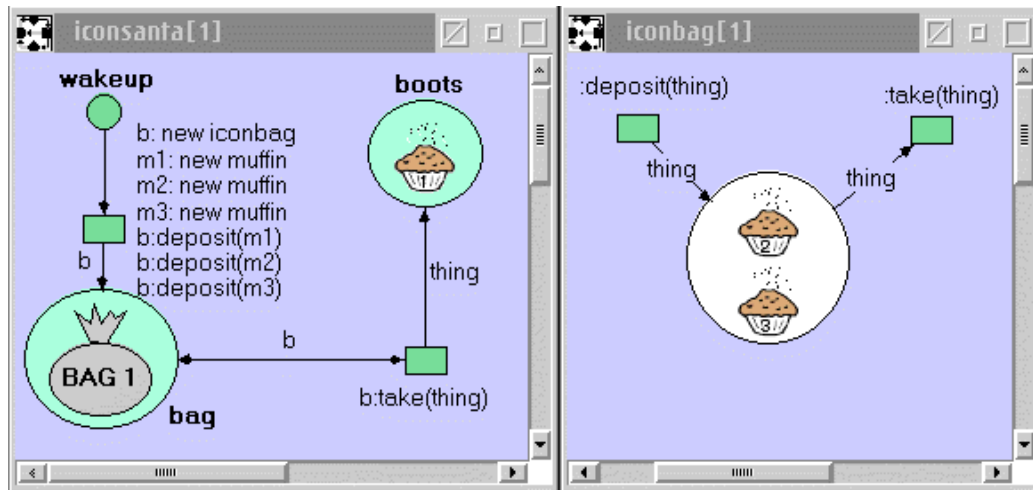 iconsanta[1]
wakeup
boots
b: new iconbag
m1: new muffin
m2: new muffin
m3: new muffin
b:deposit(m1)
b:deposit(m2)
b:deposit(m3)
b
1
thing
b
BAG 1
bag
b:take(thing)
iconbag[1]
:deposit(thing)
:take(thing)
thing
thing
2
3